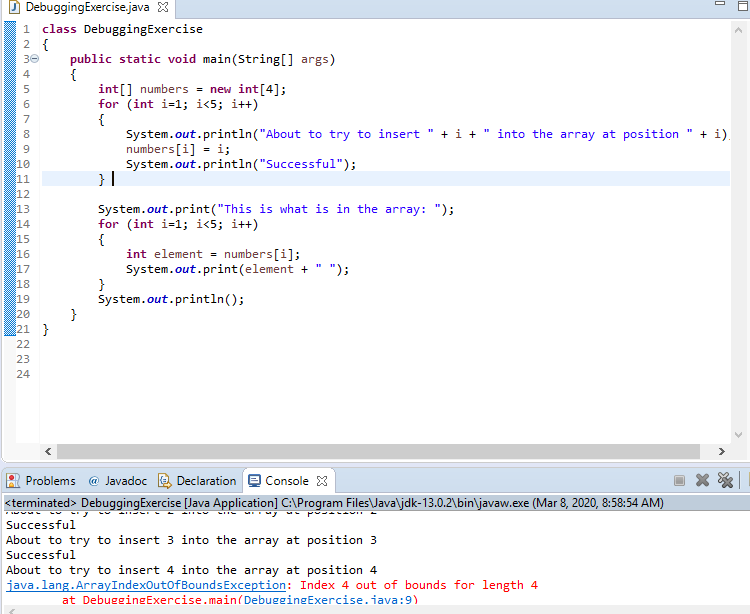 DebuggingExercise.java
1 class DebuggingExercise
2 {
3 public static void main(String[] args)
4 {
5 int[] numbers = new int[4];
6 for (int i=1; i<5; i++)
7 {
8 System.out.println("About to try to insert " + i + " into the array at position " + i)
9 numbers[i] = i;
10 System.out.println("Successful");
11 }
12
13 System.out.print("This is what is in the array: ");
14 for (int i=1; i<5; i++)
15 {
16 int element = numbers[i];
17 System.out.print(element + " ");
18 }
19 System.out.println();
20 }
21 }
22
23
24
Problems @ Javadoc Declaration Console
<terminated> DebuggingExercise [Java Application] C:\Program Files\Java\jdk-13.0.2\bin\javaw.exe (Mar 8, 2020, 8:58:54 AM)
About to try to insert 2 into the array at position 2
Successful
About to try to insert 3 into the array at position 3
Successful
About to try to insert 4 into the array at position 4
java.lang.ArrayIndexOutOfBoundsException: Index 4 out of bounds for length 4
at DebuggingExercise.main(DebuggingExercise.java:9)